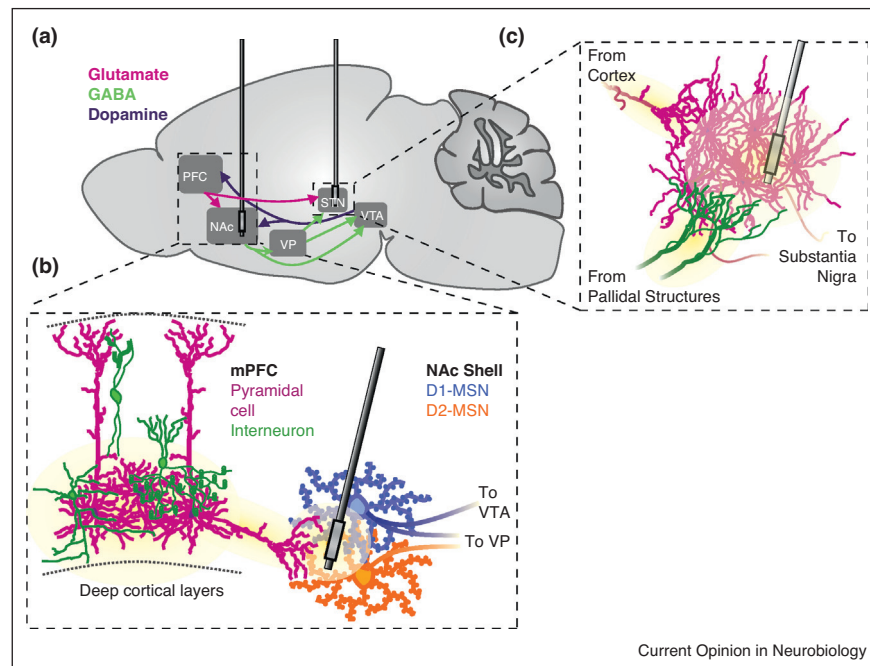 (a)
Glutamate
GABA
Dopamine
PFC
NAc
VP
STN
VTA
(c)
From
Cortex
To
Substantia
Nigra
From
Pallidal Structures
(b)
mPFC
Pyramidal
cell
Interneuron
NAc Shell
D1-MSN
D2-MSN
To
VTA
To VP
Deep cortical layers
Current Opinion in Neurobiology